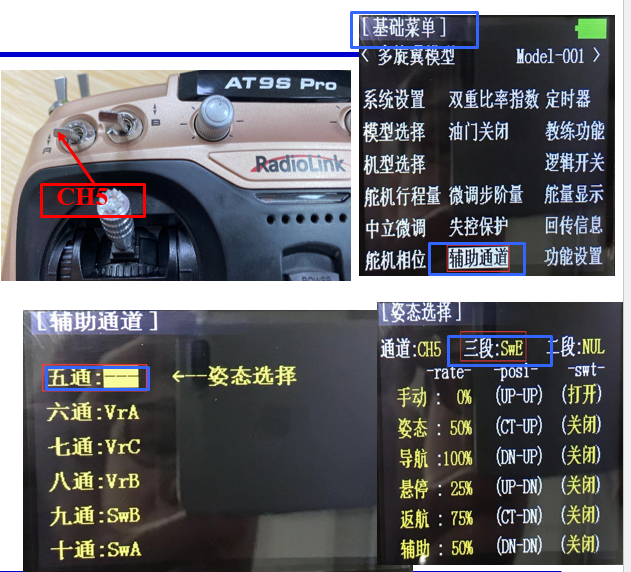 AT9S Pro
RadioLink
CH5
B
POWER
[基础菜单]
< 多旋翼模型 Model-001 >
系统设置 双重比率指数 定时器
模型选择 油门关闭 教练功能
机型选择 逻辑开关
舵机行程量 微调步阶量 能量显示
中立微调 失控保护 回传信息
舵机相位 辅助通道 功能设置
[辅助通道]
五通:--- ←--姿态选择
六通:VrA
七通:VrC
八通:VrB
九通:SwB
十通:SwA
[姿态选择]
通道:CH5 三段:SwE 二段:NUL
-rate- -posi- -swt-
手动: 0% (UP-UP) (打开)
姿态: 50% (CT-UP) (关闭)
导航:100% (DN-UP) (关闭)
悬停: 25% (UP-DN) (关闭)
返航: 75% (CT-DN) (关闭)
辅助: 50% (DN-DN) (关闭)